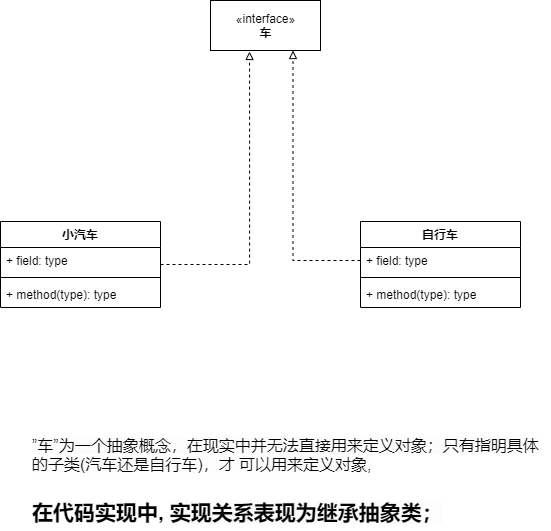 «interface»
车
小汽车
+ field: type
+ method(type): type
自行车
+ field: type
+ method(type): type
”车”为一个抽象概念，在现实中并无法直接用来定义对象；只有指明具体
的子类(汽车还是自行车)，才 可以用来定义对象,
在代码实现中, 实现关系表现为继承抽象类；